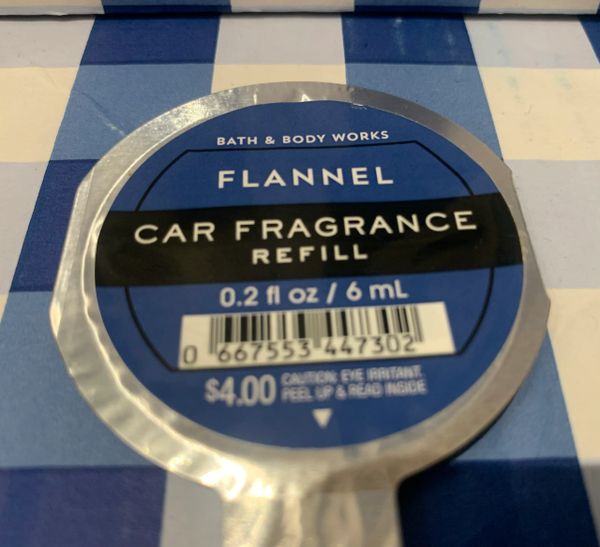 BATH & BODY WORKS
FLANNEL
CAR FRAGRANCE
REFILL
0.2 fl oz / 6 mL
0 667553 447302
$4.00 CAUTION: EYE IRRITANT.
PEEL UP & READ INSIDE